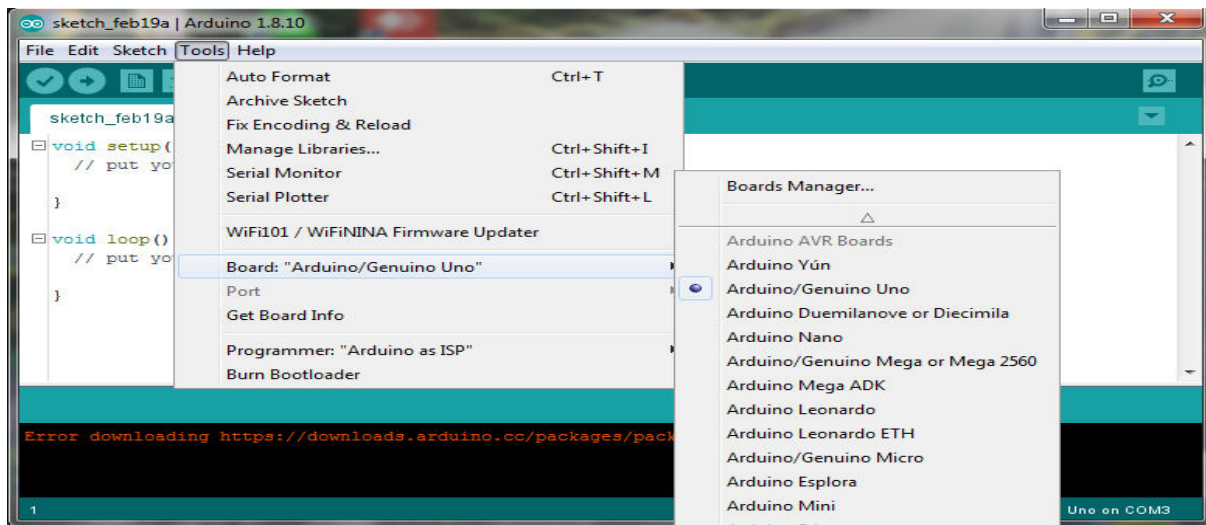 sketch_feb19a | Arduino 1.8.10
File Edit Sketch Tools Help
sketch_feb19a
void setup(
// put yo
}
void loop()
// put yo
}
Auto Format Ctrl+T
Archive Sketch
Fix Encoding & Reload
Manage Libraries... Ctrl+Shift+I
Serial Monitor Ctrl+Shift+M
Serial Plotter Ctrl+Shift+L
WiFi101 / WiFiNINA Firmware Updater
Board: "Arduino/Genuino Uno"
Port
Get Board Info
Programmer: "Arduino as ISP"
Burn Bootloader
Boards Manager...
Arduino AVR Boards
Arduino Yún
Arduino/Genuino Uno
Arduino Duemilanove or Diecimila
Arduino Nano
Arduino/Genuino Mega or Mega 2560
Arduino Mega ADK
Arduino Leonardo
Arduino Leonardo ETH
Arduino/Genuino Micro
Arduino Esplora
Arduino Mini
Error downloading https://downloads.arduino.cc/packages/pack
1 Uno on COM3